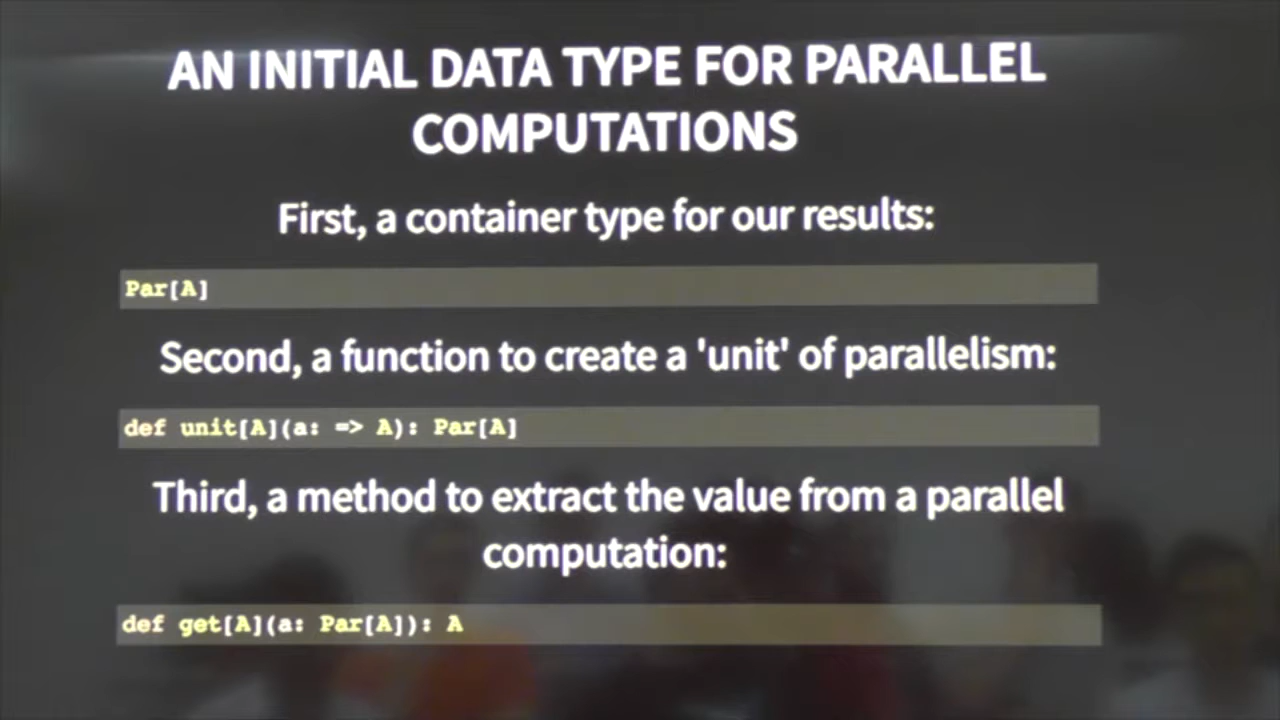 AN INITIAL DATA TYPE FOR PARALLEL
COMPUTATIONS
First, a container type for our results:
Par[A]
Second, a function to create a 'unit' of parallelism:
def unit[A](a: => A): Par[A]
Third, a method to extract the value from a parallel
computation:
def get[A](a: Par[A]): A